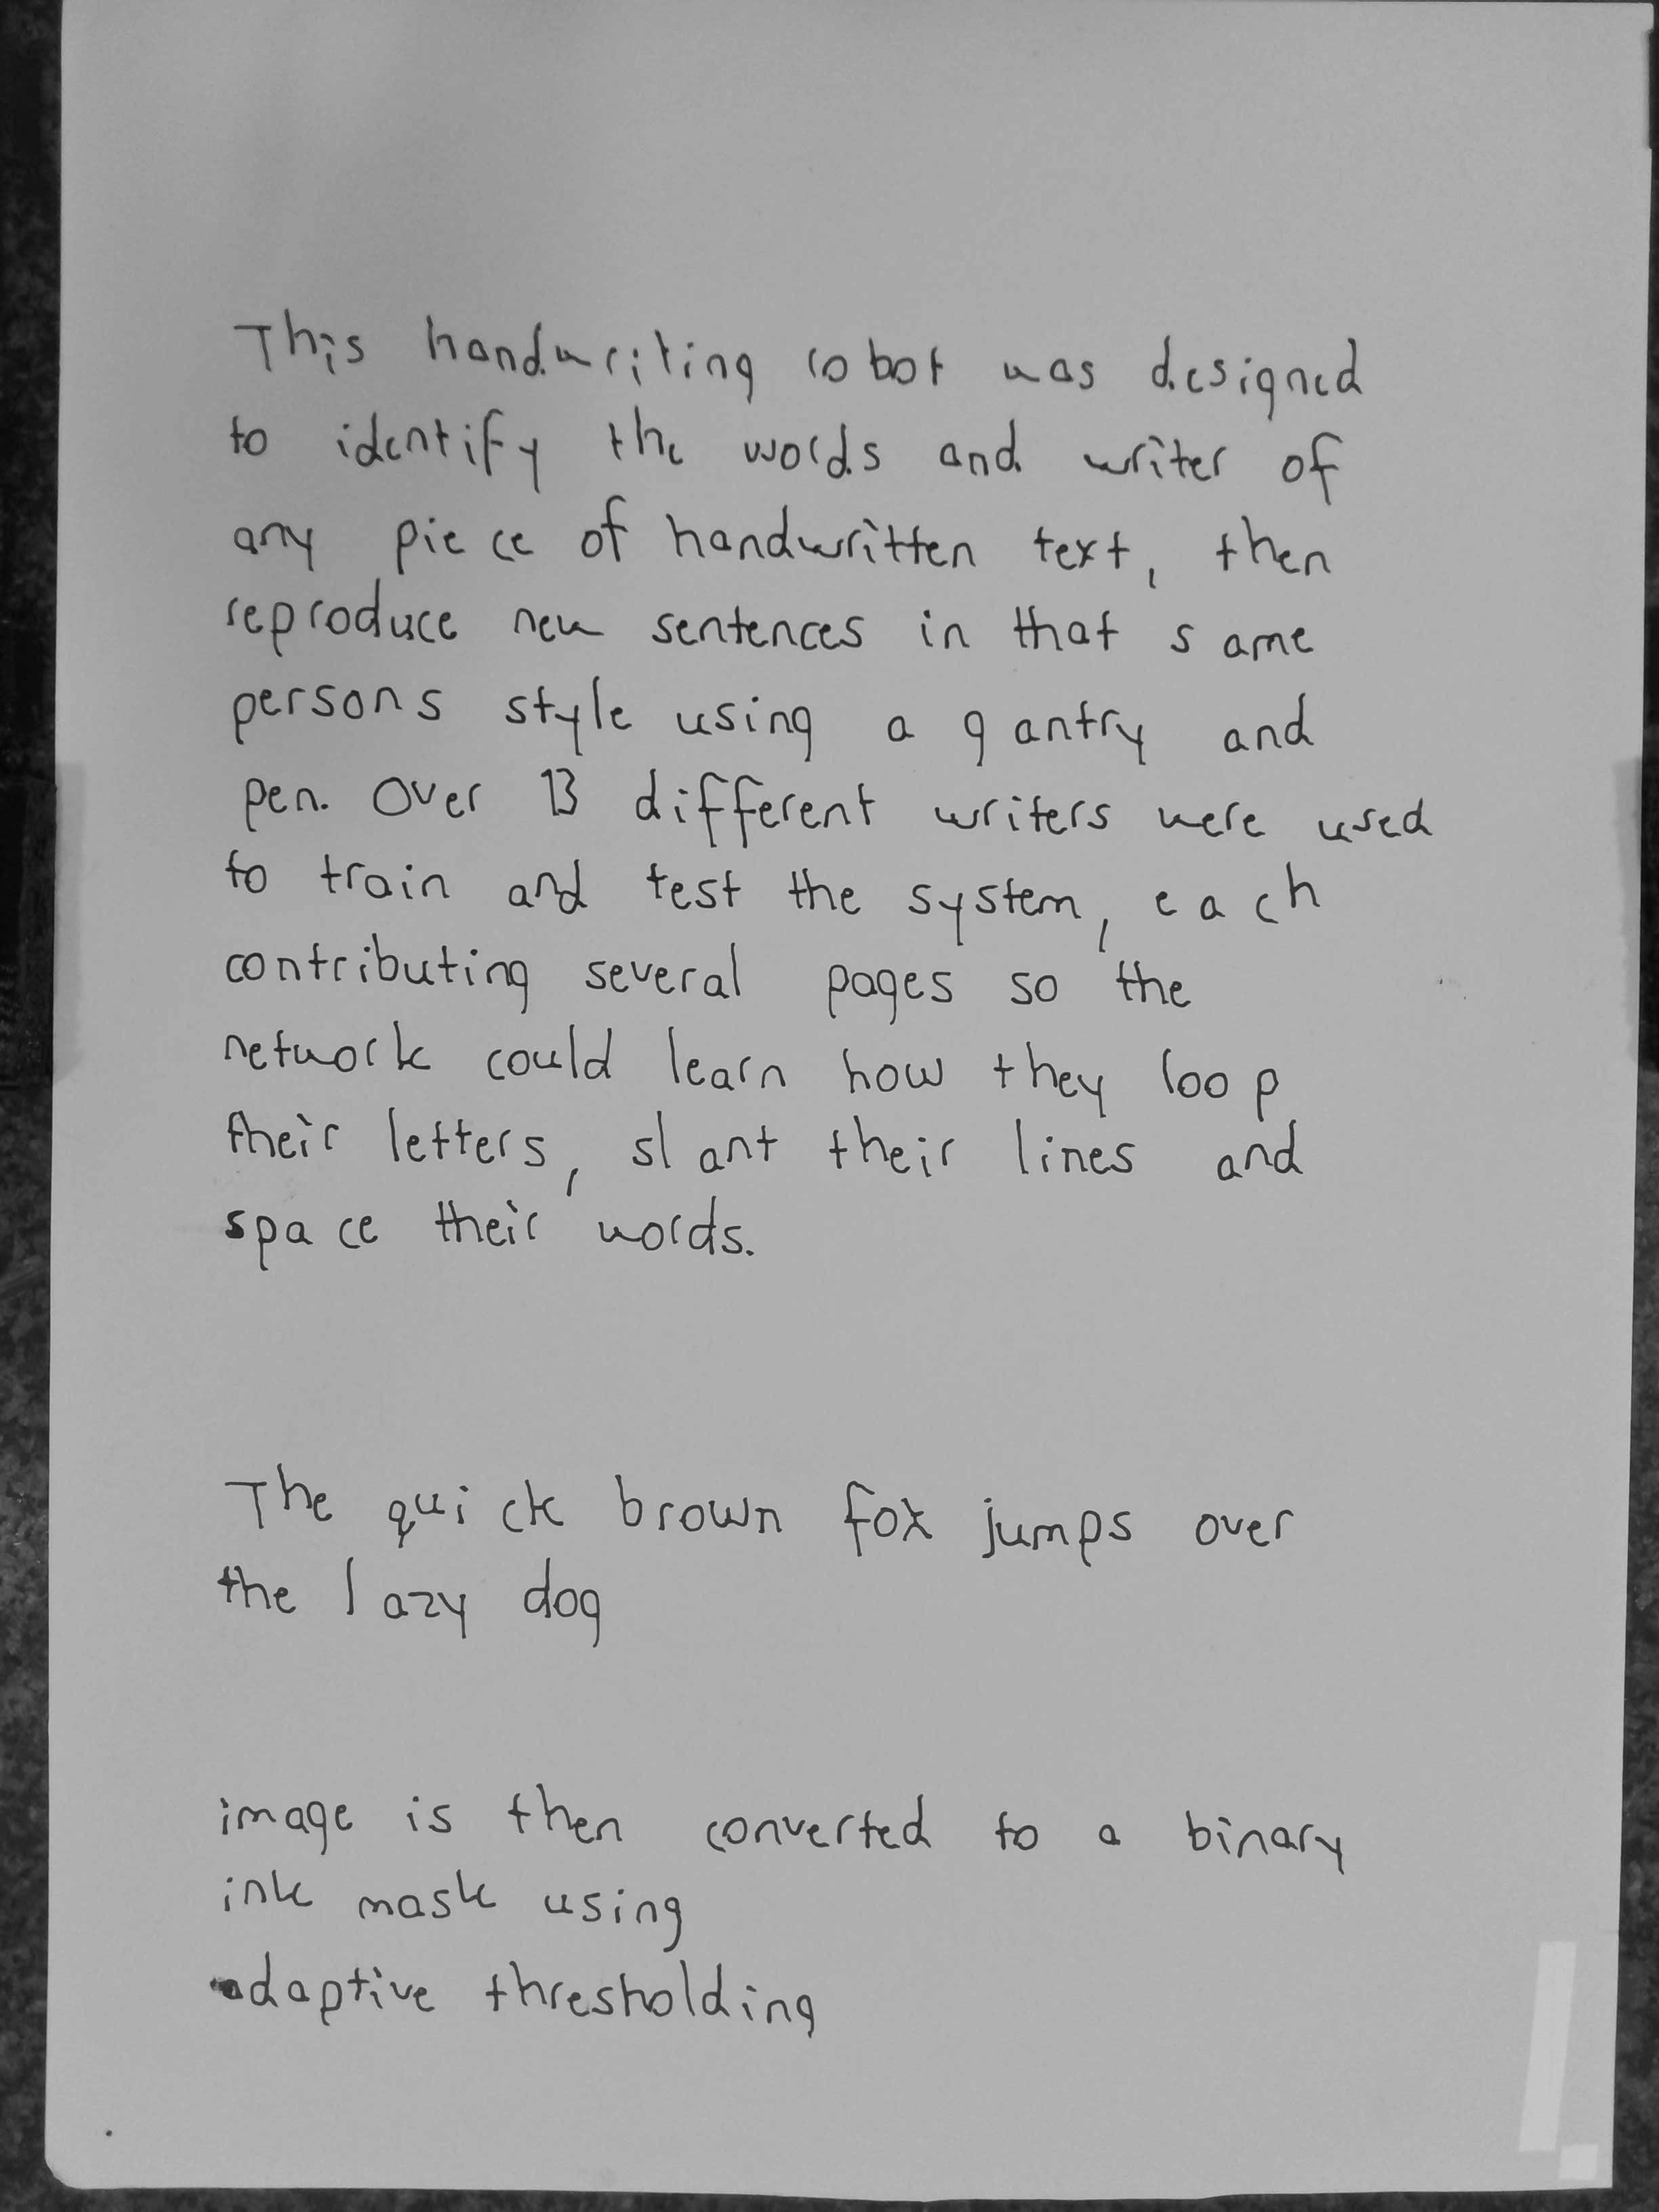 This handwriting robot was designed
to identify the words and writer of
any piece of handwritten text, then
reproduce new sentences in that same
persons style using a gantry and
pen. Over 13 different writers were used
to train and test the system, each
contributing several pages so the
network could learn how they loop
their letters, slant their lines and
space their words.
The quick brown fox jumps over
the lazy dog
image is then converted to a binary
ink mask using
adaptive thresholding